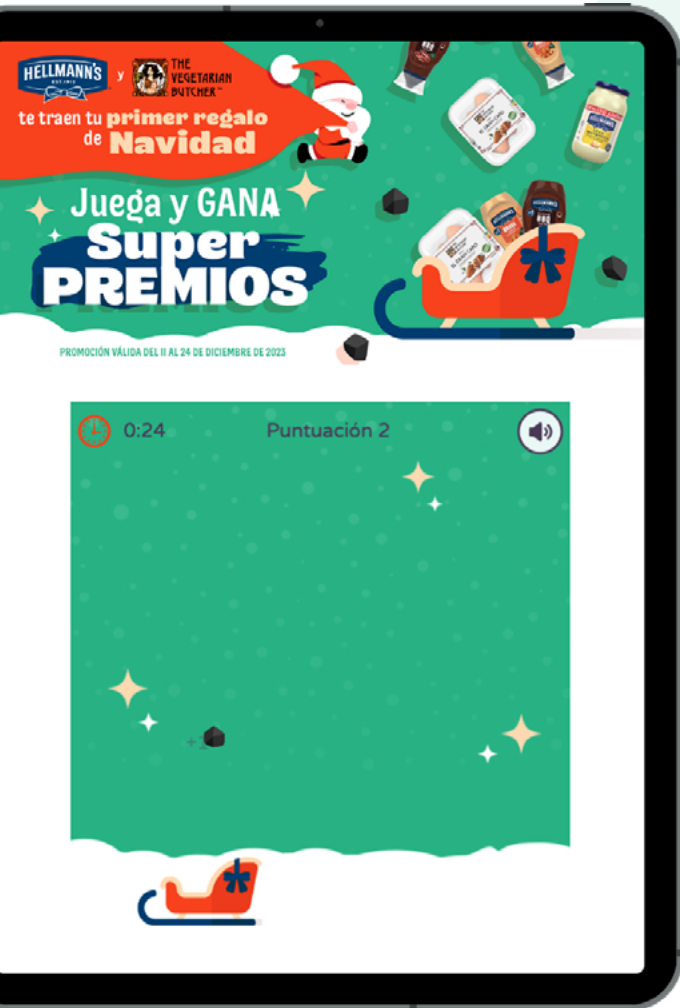 HELLMANN'S
y
THE
VEGETARIAN
BUTCHER™
te traen tu primer regalo
de Navidad
Juega y GANA
Super
PREMIOS
PROMOCIÓN VÁLIDA DEL 11 AL 24 DE DICIEMBRE DE 2023
0:24 Puntuación 2